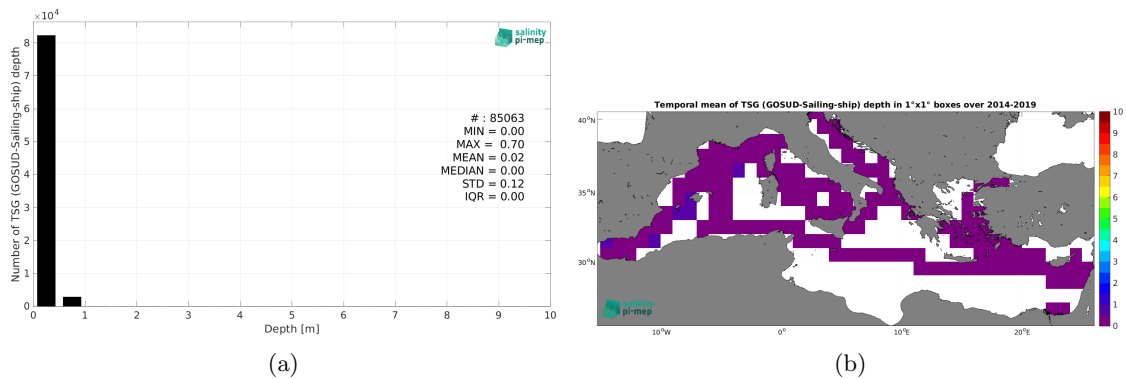 ×10⁴
8
7
6
5
4
3
2
1
0
Number of TSG (GOSUD-Sailing-ship) depth
salinity
pi-mep
# : 85063
MIN = 0.00
MAX = 0.70
MEAN = 0.02
MEDIAN = 0.00
STD = 0.12
IQR = 0.00
0 1 2 3 4 5 6 7 8 9 10
Depth [m]
(a)
Temporal mean of TSG (GOSUD-Sailing-ship) depth in 1°x1° boxes over 2014-2019
40°N
35°N
30°N
salinity
pi-mep
10°W 0° 10°E 20°E
10
9
8
7
6
5
4
3
2
1
0
(b)